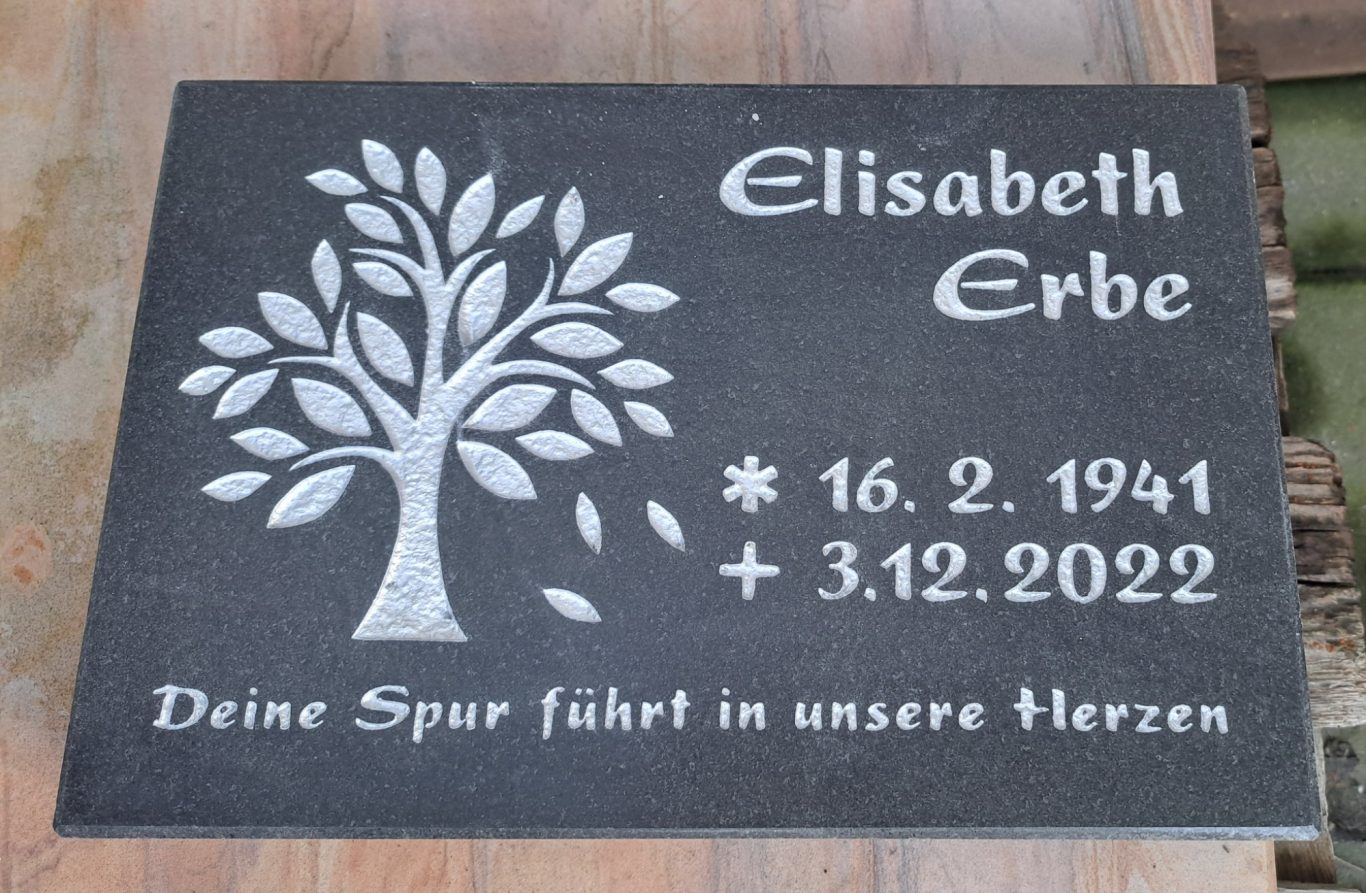 Elisabeth
Erbe
* 16. 2. 1941
+ 3.12.2022
Deine Spur führt in unsere Herzen